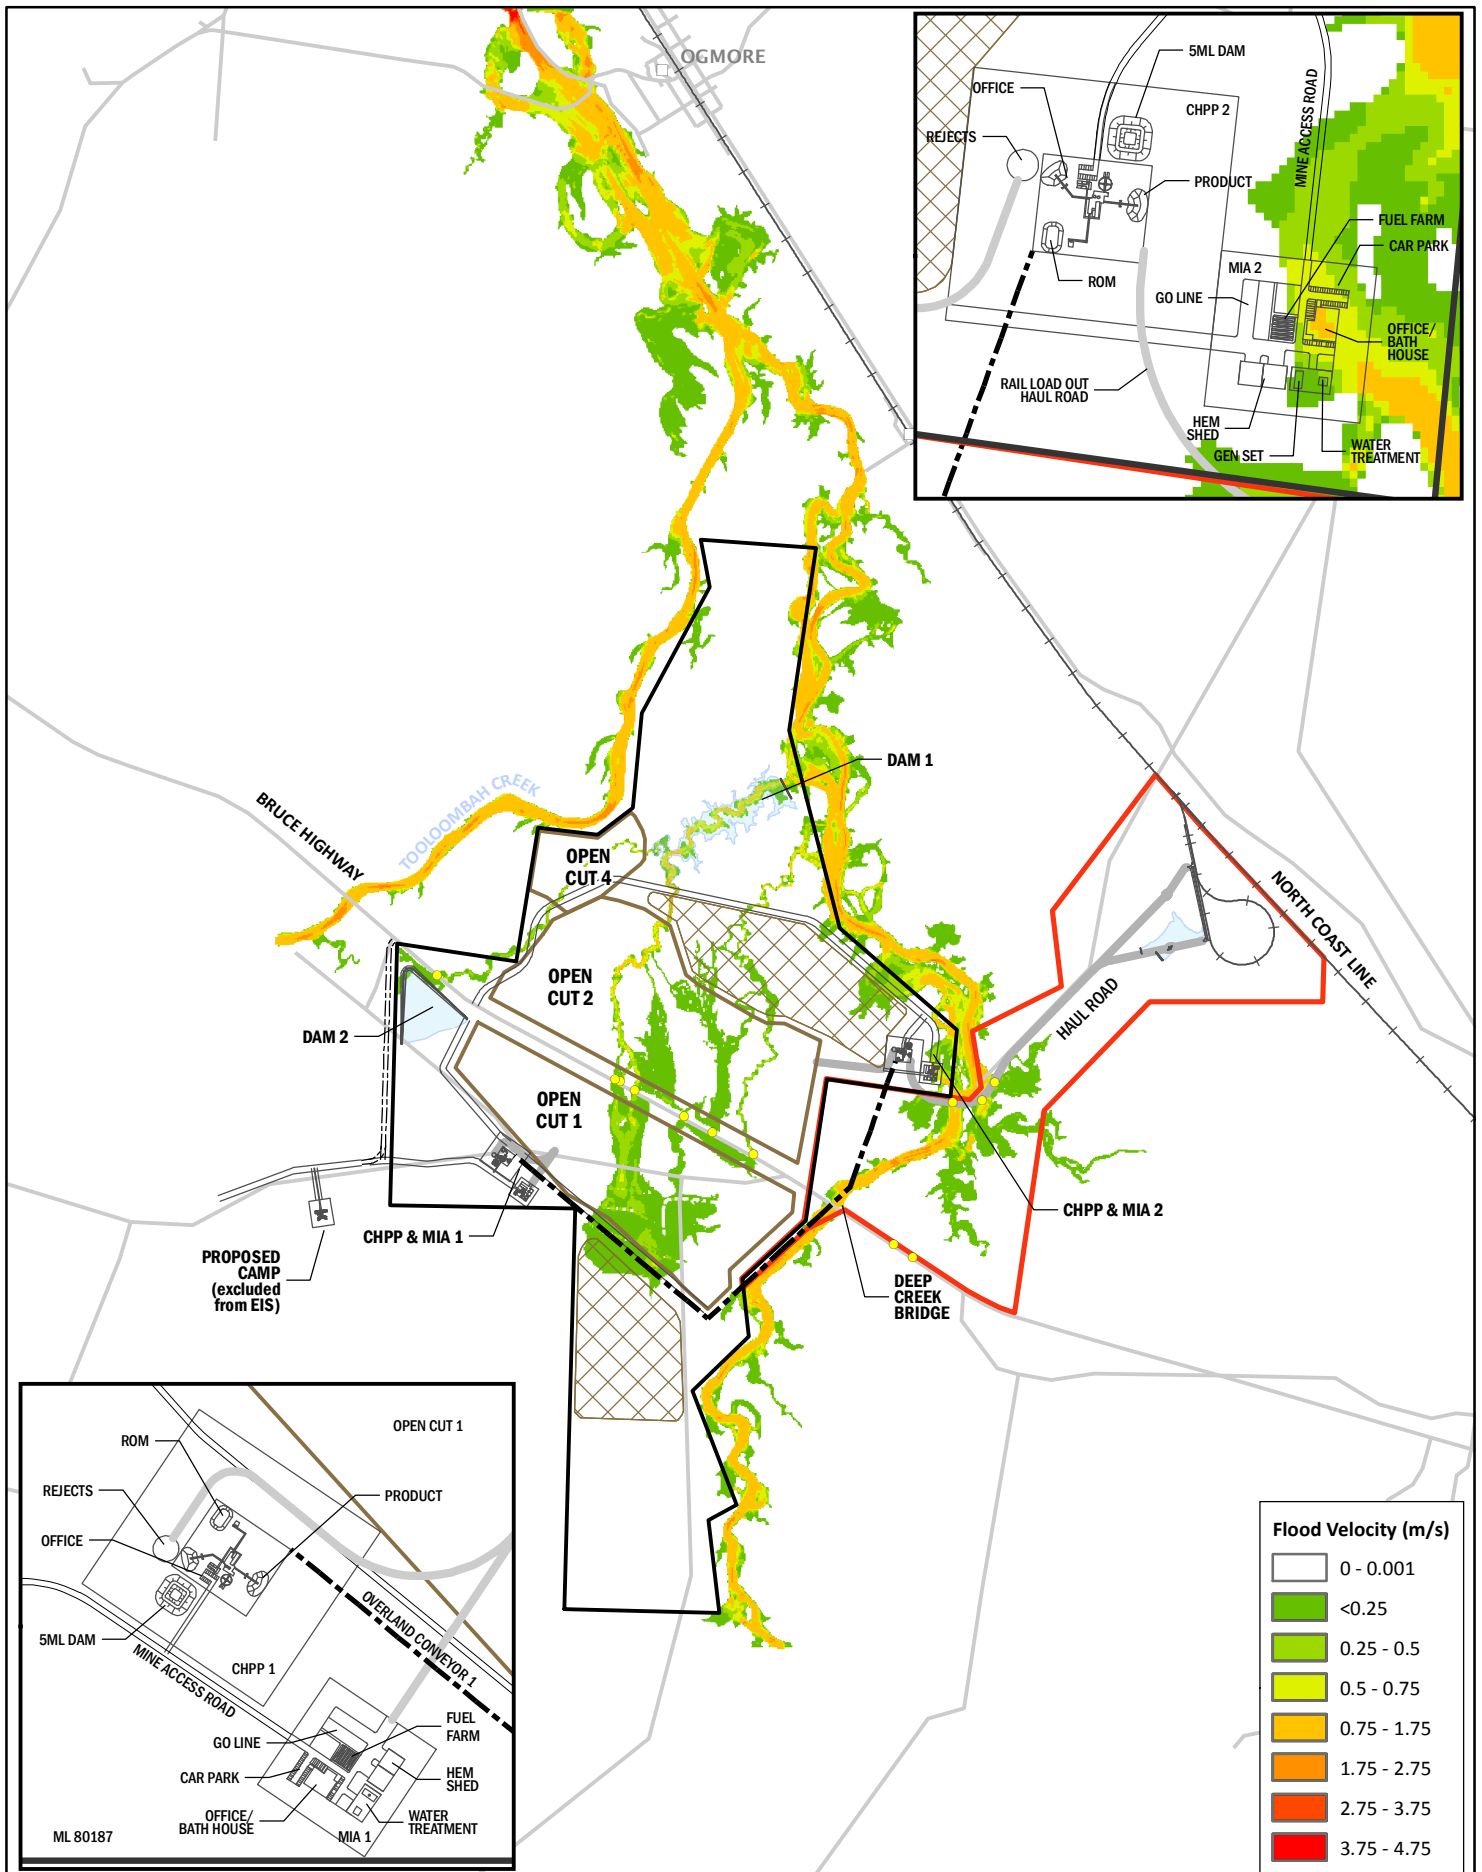 OGMORE
5ML DAM
OFFICE
CHPP 2
REJECTS
MINE ACCESS ROAD
PRODUCT
FUEL FARM
CAR PARK
MIA 2
ROM
GO LINE
OFFICE/
BATH
HOUSE
RAIL LOAD OUT
HAUL ROAD
HEM
SHED
GEN SET
WATER
TREATMENT
DAM 1
BRUCE HIGHWAY
TOOLOOMBAH CREEK
OPEN
CUT 4
NORTH COAST LINE
OPEN
CUT 2
HAUL ROAD
DAM 2
OPEN
CUT 1
CHPP & MIA 1
CHPP & MIA 2
PROPOSED
CAMP
(excluded
from EIS)
DEEP
CREEK
BRIDGE
OPEN CUT 1
ROM
REJECTS
PRODUCT
OFFICE
OVERLAND CONVEYOR 1
5ML DAM
MINE ACCESS ROAD
CHPP 1
FUEL
FARM
GO LINE
CAR PARK
HEM
SHED
OFFICE/
BATH HOUSE
WATER
TREATMENT
ML 80187
MIA 1
Flood Velocity (m/s)
0 - 0.001
<0.25
0.25 - 0.5
0.5 - 0.75
0.75 - 1.75
1.75 - 2.75
2.75 - 3.75
3.75 - 4.75